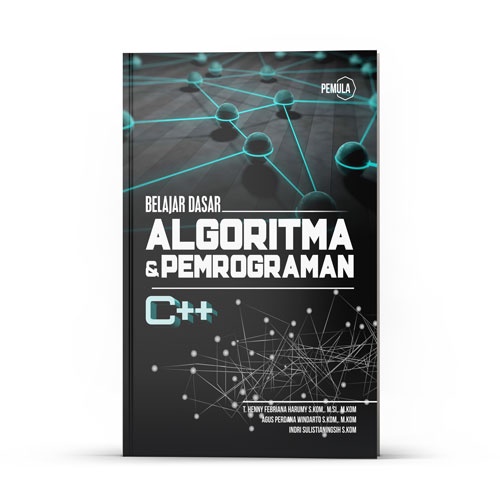 PEMULA
BELAJAR DASAR
ALGORITMA
& PEMROGRAMAN
C++
T. HENNY FEBRIANA HARUMY S.KOM., M.SI., M.KOM
AGUS PERDANA WINDARTO S.KOM., M.KOM
INDRI SULISTIANINGSIH S.KOM